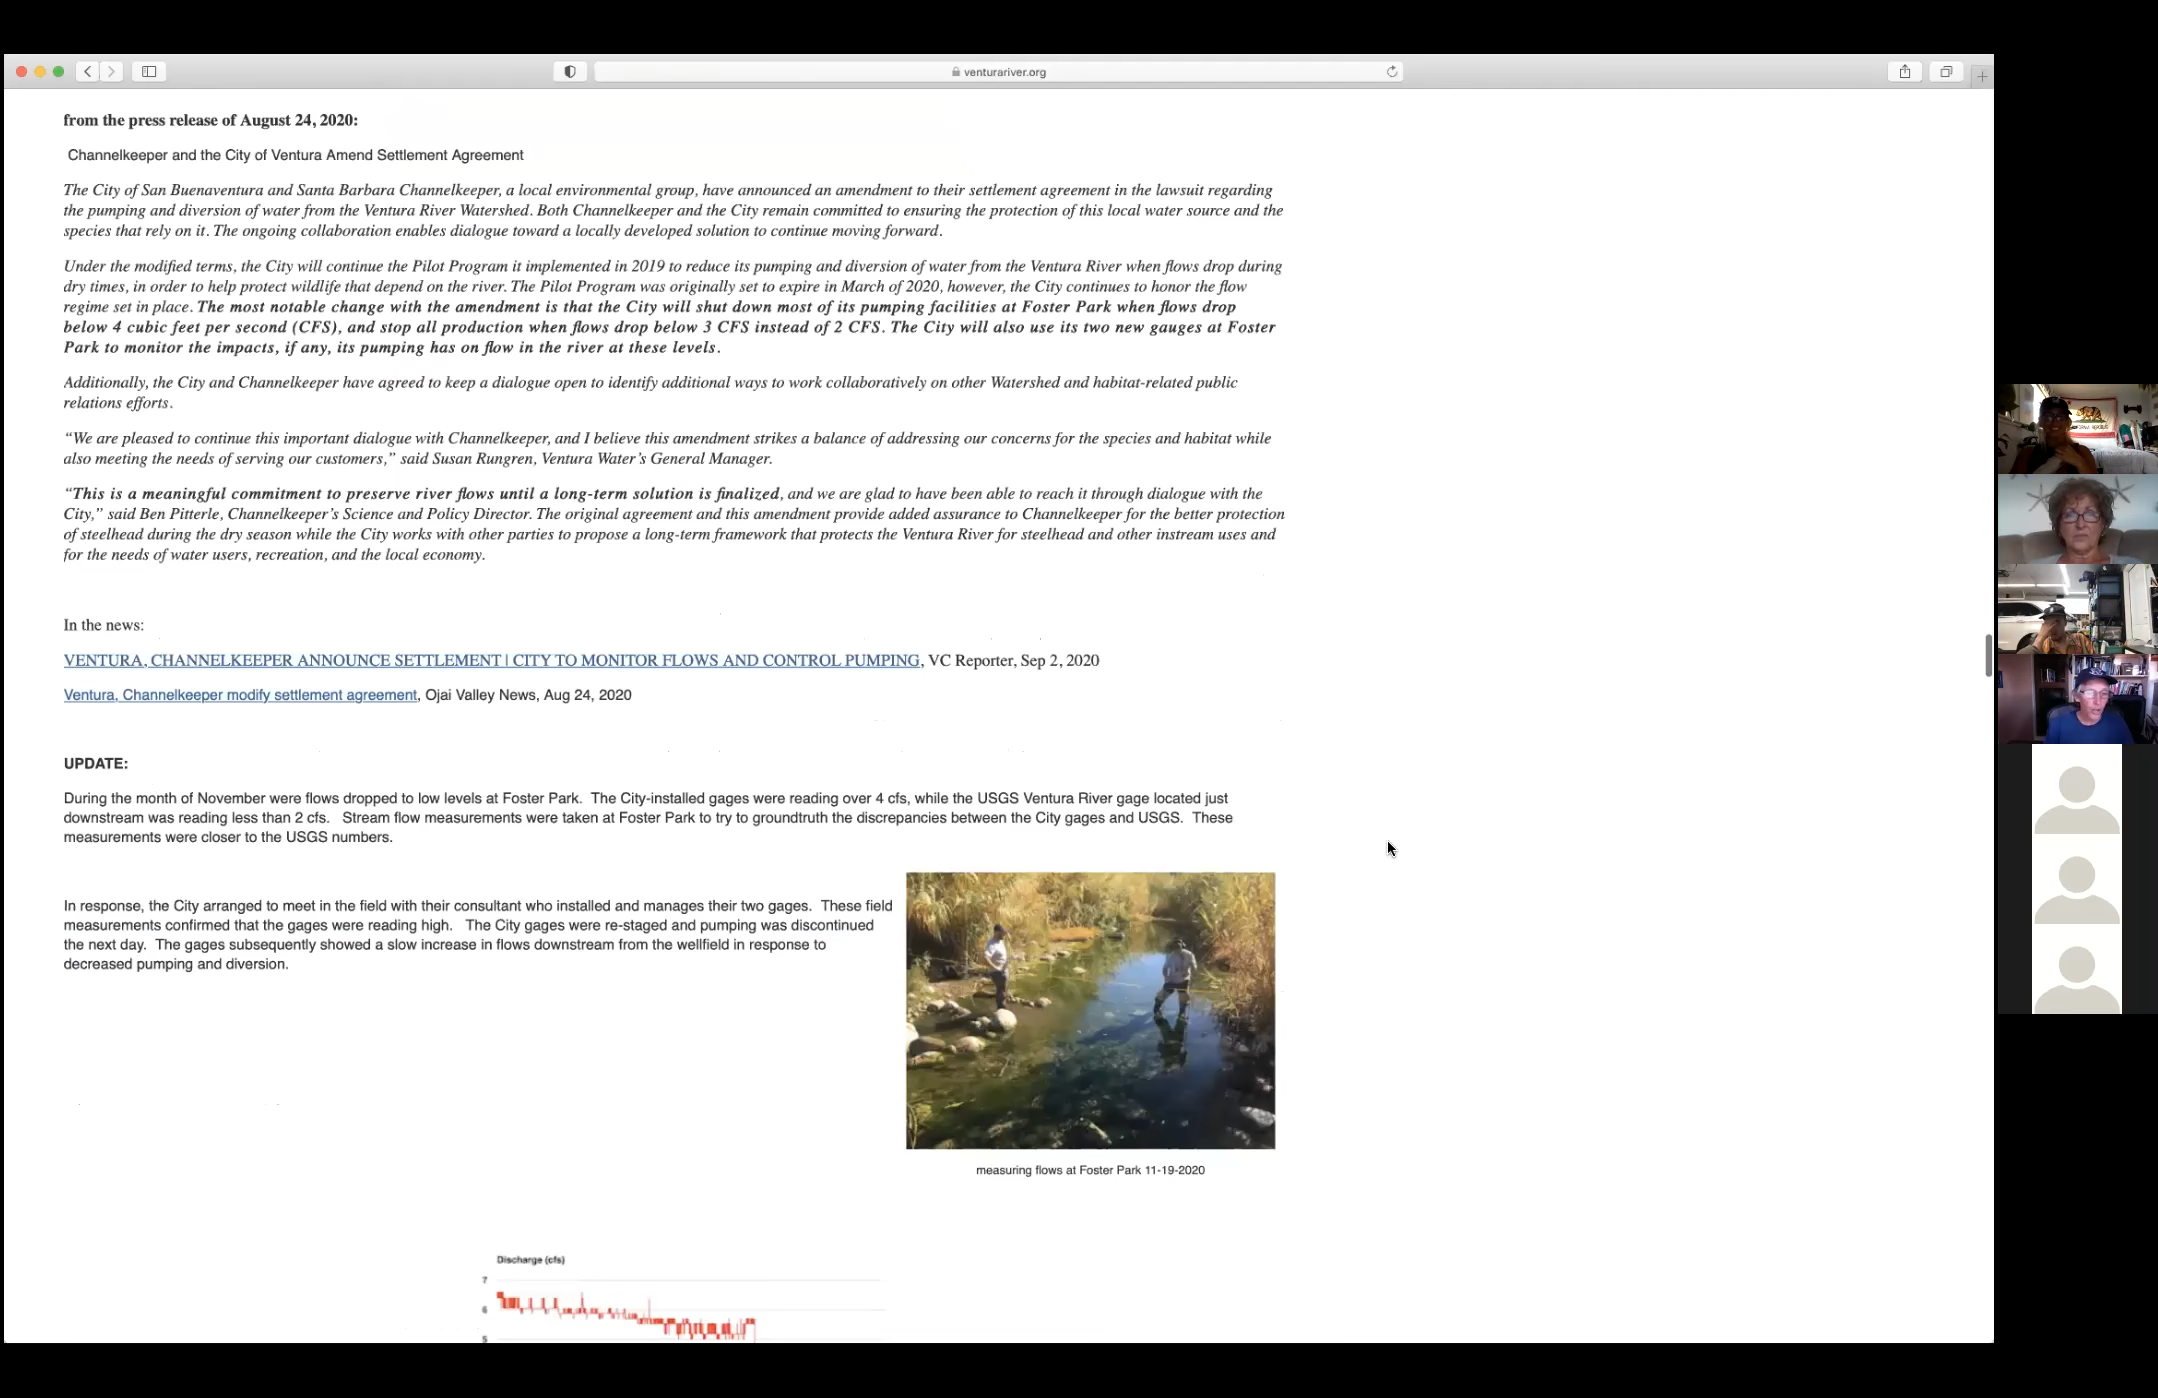 venturariver.org
from the press release of August 24, 2020:
Channelkeeper and the City of Ventura Amend Settlement Agreement
The City of San Buenaventura and Santa Barbara Channelkeeper, a local environmental group, have announced an amendment to their settlement agreement in the lawsuit regarding
the pumping and diversion of water from the Ventura River Watershed. Both Channelkeeper and the City remain committed to ensuring the protection of this local water source and the
species that rely on it. The ongoing collaboration enables dialogue toward a locally developed solution to continue moving forward.
Under the modified terms, the City will continue the Pilot Program it implemented in 2019 to reduce its pumping and diversion of water from the Ventura River when flows drop during
dry times, in order to help protect wildlife that depend on the river. The Pilot Program was originally set to expire in March of 2020, however, the City continues to honor the flow
regime set in place. The most notable change with the amendment is that the City will shut down most of its pumping facilities at Foster Park when flows drop
below 4 cubic feet per second (CFS), and stop all production when flows drop below 3 CFS instead of 2 CFS. The City will also use its two new gauges at Foster
Park to monitor the impacts, if any, its pumping has on flow in the river at these levels.
Additionally, the City and Channelkeeper have agreed to keep a dialogue open to identify additional ways to work collaboratively on other Watershed and habitat-related public
relations efforts.
“We are pleased to continue this important dialogue with Channelkeeper, and I believe this amendment strikes a balance of addressing our concerns for the species and habitat while
also meeting the needs of serving our customers,” said Susan Rungren, Ventura Water’s General Manager.
“This is a meaningful commitment to preserve river flows until a long-term solution is finalized, and we are glad to have been able to reach it through dialogue with the
City,” said Ben Pitterle, Channelkeeper’s Science and Policy Director. The original agreement and this amendment provide added assurance to Channelkeeper for the better protection
of steelhead during the dry season while the City works with other parties to propose a long-term framework that protects the Ventura River for steelhead and other instream uses and
for the needs of water users, recreation, and the local economy.
In the news:
VENTURA, CHANNELKEEPER ANNOUNCE SETTLEMENT | CITY TO MONITOR FLOWS AND CONTROL PUMPING, VC Reporter, Sep 2, 2020
Ventura, Channelkeeper modify settlement agreement, Ojai Valley News, Aug 24, 2020
UPDATE:
During the month of November were flows dropped to low levels at Foster Park. The City-installed gages were reading over 4 cfs, while the USGS Ventura River gage located just
downstream was reading less than 2 cfs. Stream flow measurements were taken at Foster Park to try to groundtruth the discrepancies between the City gages and USGS. These
measurements were closer to the USGS numbers.
In response, the City arranged to meet in the field with their consultant who installed and manages their two gages. These field
measurements confirmed that the gages were reading high. The City gages were re-staged and pumping was discontinued
the next day. The gages subsequently showed a slow increase in flows downstream from the wellfield in response to
decreased pumping and diversion.
measuring flows at Foster Park 11-19-2020
Discharge (cfs)
7
6
5